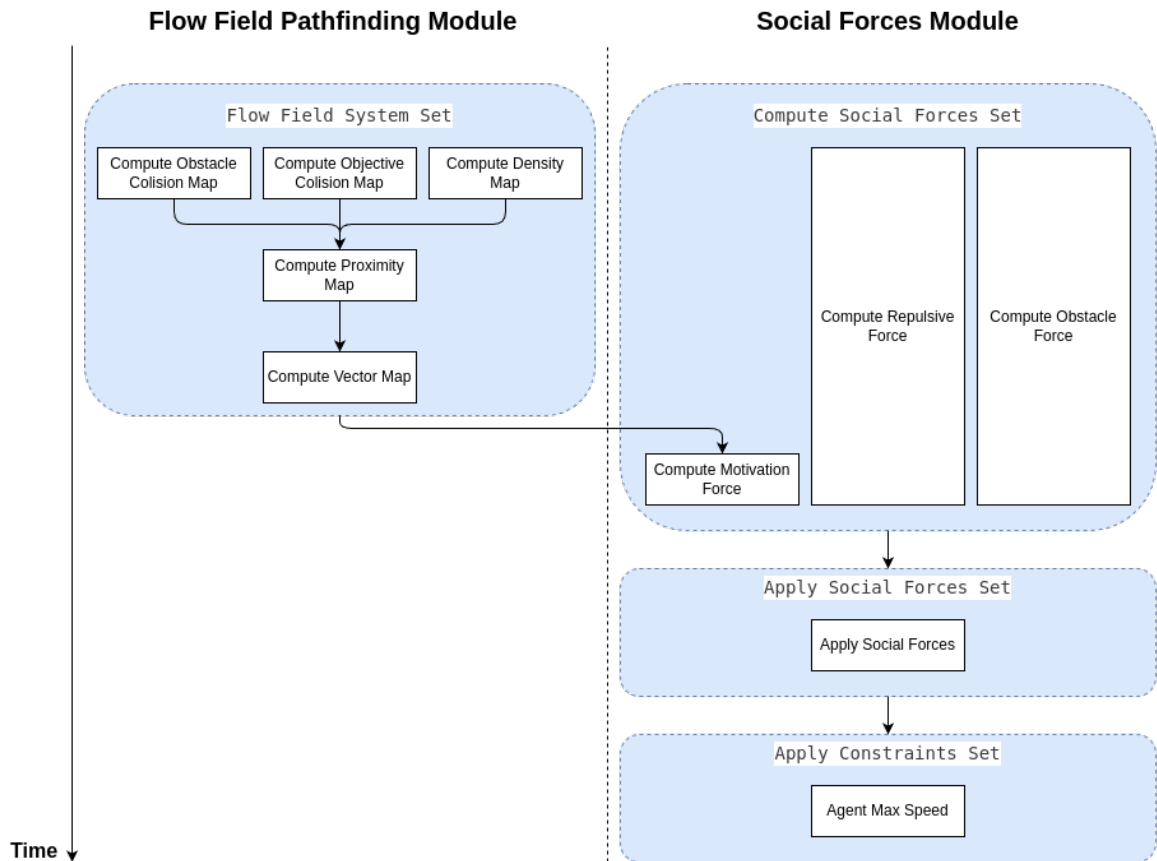 Flow Field Pathfinding Module
Social Forces Module
Flow Field System Set
Compute Obstacle
Colision Map
Compute Objective
Colision Map
Compute Density
Map
Compute Proximity
Map
Compute Vector Map
Compute Social Forces Set
Compute Repulsive
Force
Compute Obstacle
Force
Compute Motivation
Force
Apply Social Forces Set
Apply Social Forces
Apply Constraints Set
Agent Max Speed
Time